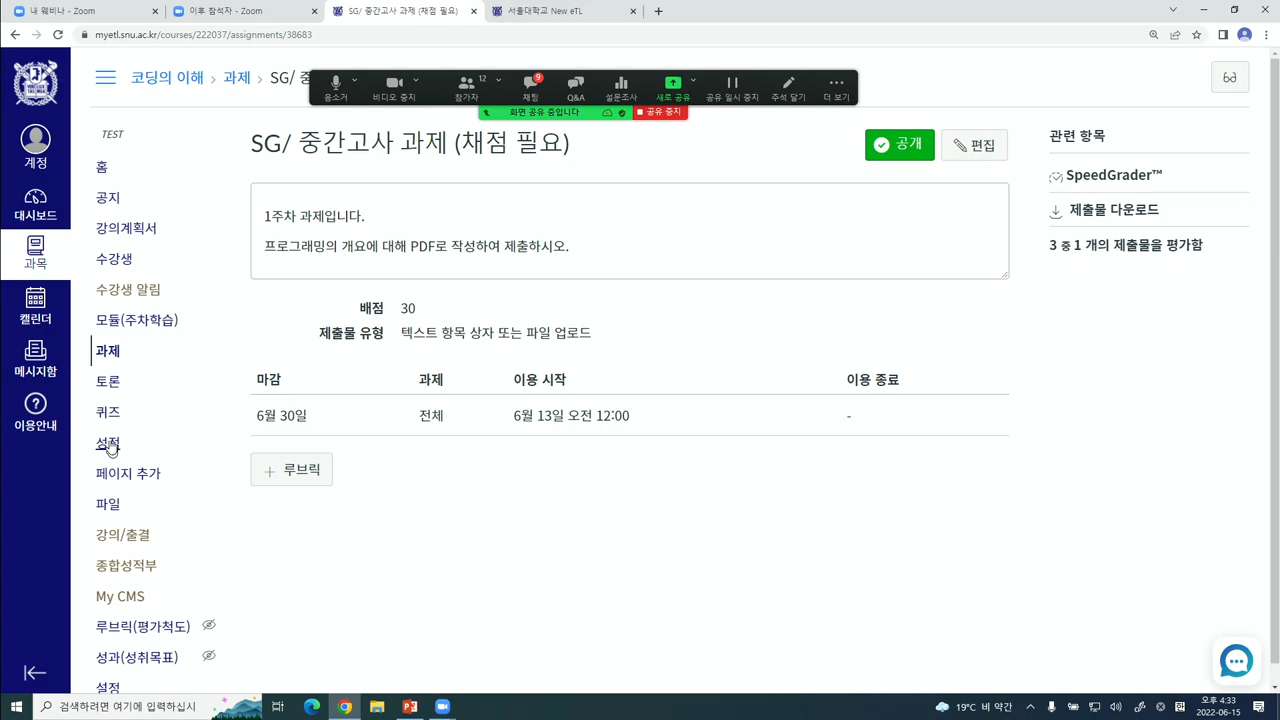 내 웨비나 - Zoom
이후 참석자 - Zoom
SG/ 중간고사 과제 (채점 필요)
서울대학교 New eTL
myetl.snu.ac.kr/courses/222037/assignments/38683
코딩의 이해 › 과제 › SG/ 중
음소거
비디오 중지
12
참가자
9
채팅
Q&A
설문조사
새로 공유
공유 일시 중지
주석 달기
더 보기
화면 공유 중입니다
공유 중지
계정
대시보드
과목
캘린더
메시지함
이용안내
TEST
홈
공지
강의계획서
수강생
수강생 알림
모듈(주차학습)
과제
토론
퀴즈
성적
페이지 추가
파일
강의/출결
종합성적부
My CMS
루브릭(평가척도)
성과(성취목표)
설정
SG/ 중간고사 과제 (채점 필요)
공개
편집
1주차 과제입니다.
프로그래밍의 개요에 대해 PDF로 작성하여 제출하시오.
배점 30
제출물 유형 텍스트 항목 상자 또는 파일 업로드
마감 과제 이용 시작 이용 종료
6월 30일 전체 6월 13일 오전 12:00 -
+ 루브릭
관련 항목
SpeedGrader™
제출물 다운로드
3 중 1 개의 제출물을 평가함
검색하려면 여기에 입력하십시
19°C 비 약간
오후 4:33
2022-06-15